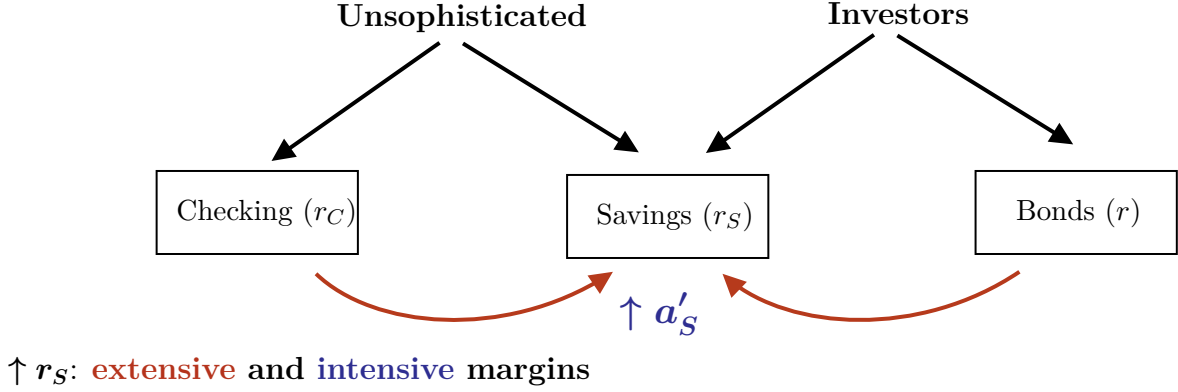 Unsophisticated Investors
Checking (r_C) Savings (r_S) Bonds (r)
↑ a'_S
↑ r_S: extensive and intensive margins